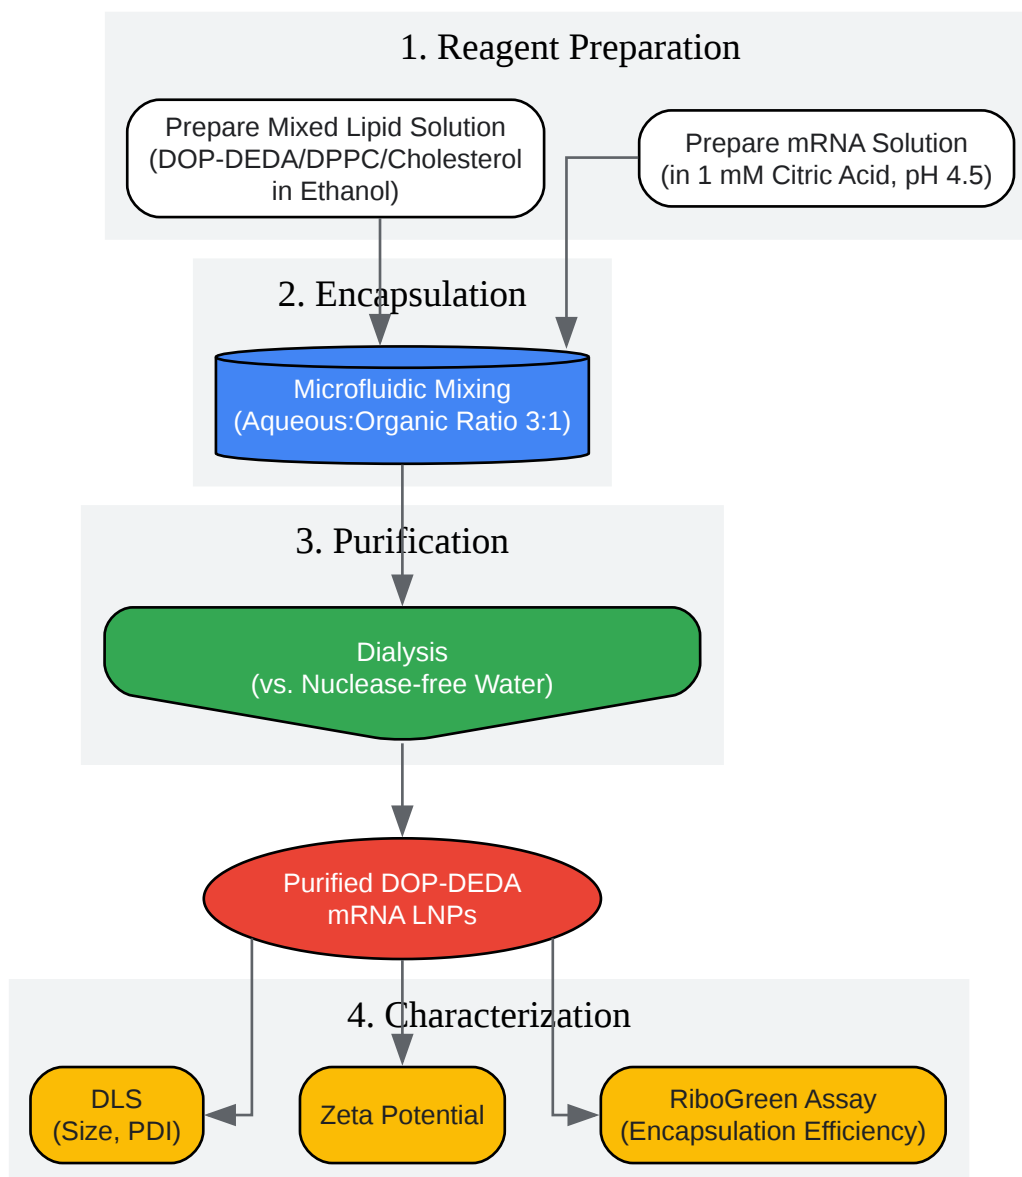 1. Reagent Preparation
Prepare Mixed Lipid Solution
(DOP-DEDA/DPPC/Cholesterol
in Ethanol)
Prepare mRNA Solution
(in 1 mM Citric Acid, pH 4.5)
2. Encapsulation
Microfluidic Mixing
(Aqueous:Organic Ratio 3:1)
3. Purification
Dialysis
(vs. Nuclease-free Water)
Purified DOP-DEDA
mRNA LNPs
4. Characterization
DLS
(Size, PDI)
Zeta Potential
RiboGreen Assay
(Encapsulation Efficiency)